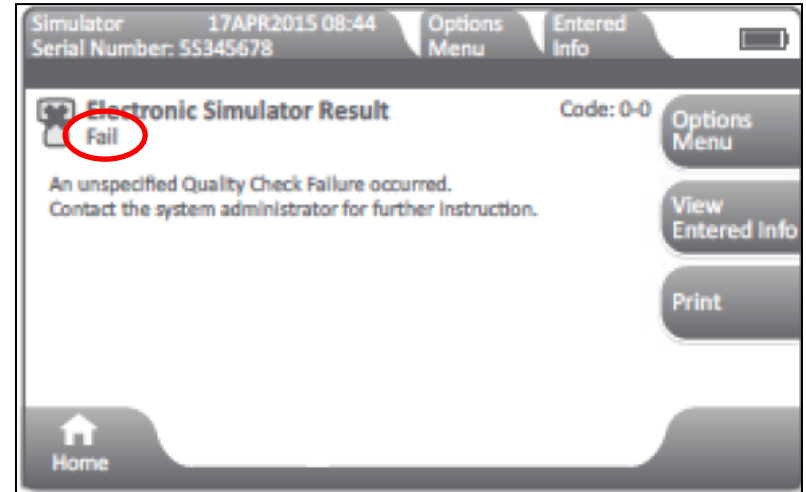 Simulator 17APR2015 08:44
Serial Number: SS345678
Options
Menu
Entered
Info
Electronic Simulator Result Code: 0-0
Fail
An unspecified Quality Check Failure occurred.
Contact the system administrator for further instruction.
Options
Menu
View
Entered Info
Print
Home